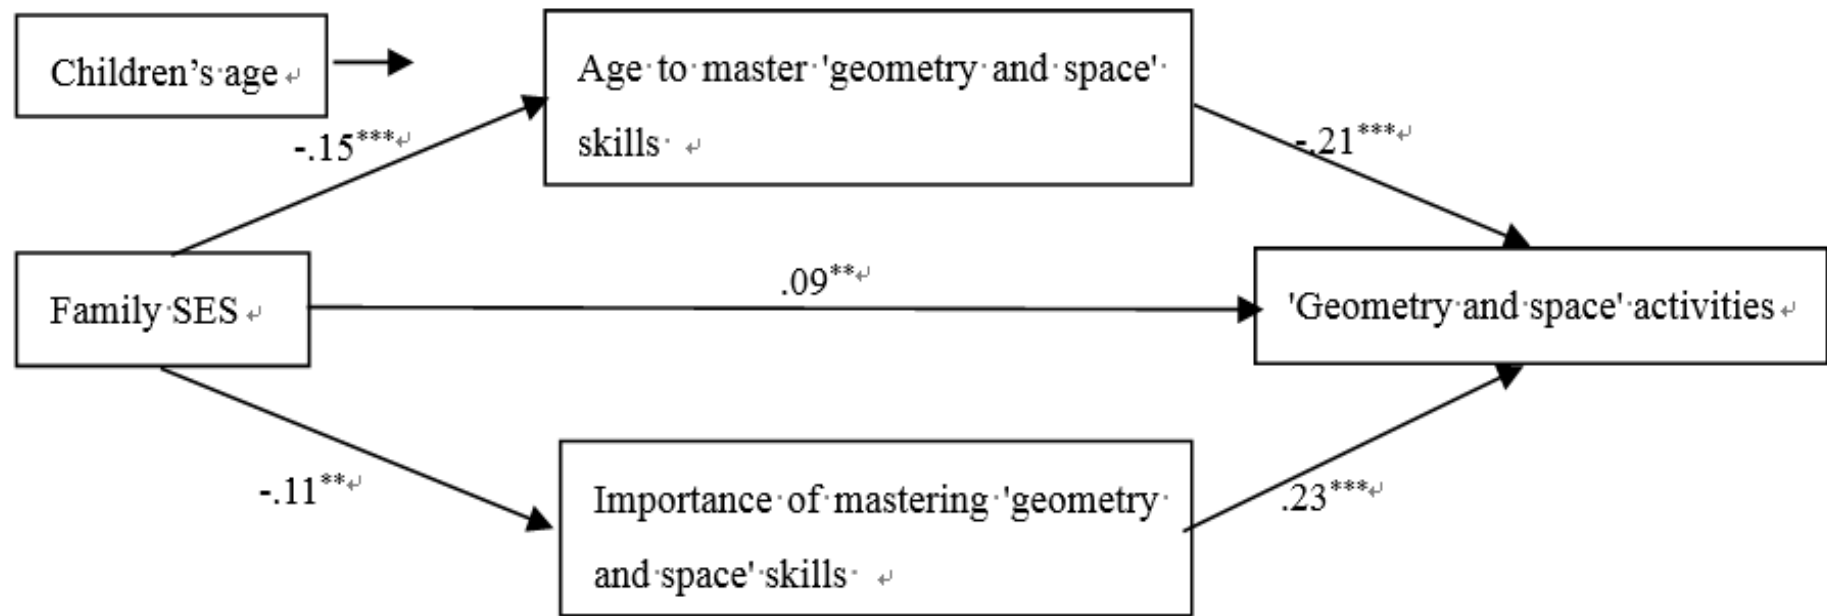 Children's age
Age to master 'geometry and space'
skills
-.15***
-.21***
.09**
Family SES
'Geometry and space' activities
-.11**
Importance of mastering 'geometry
and space' skills
.23***